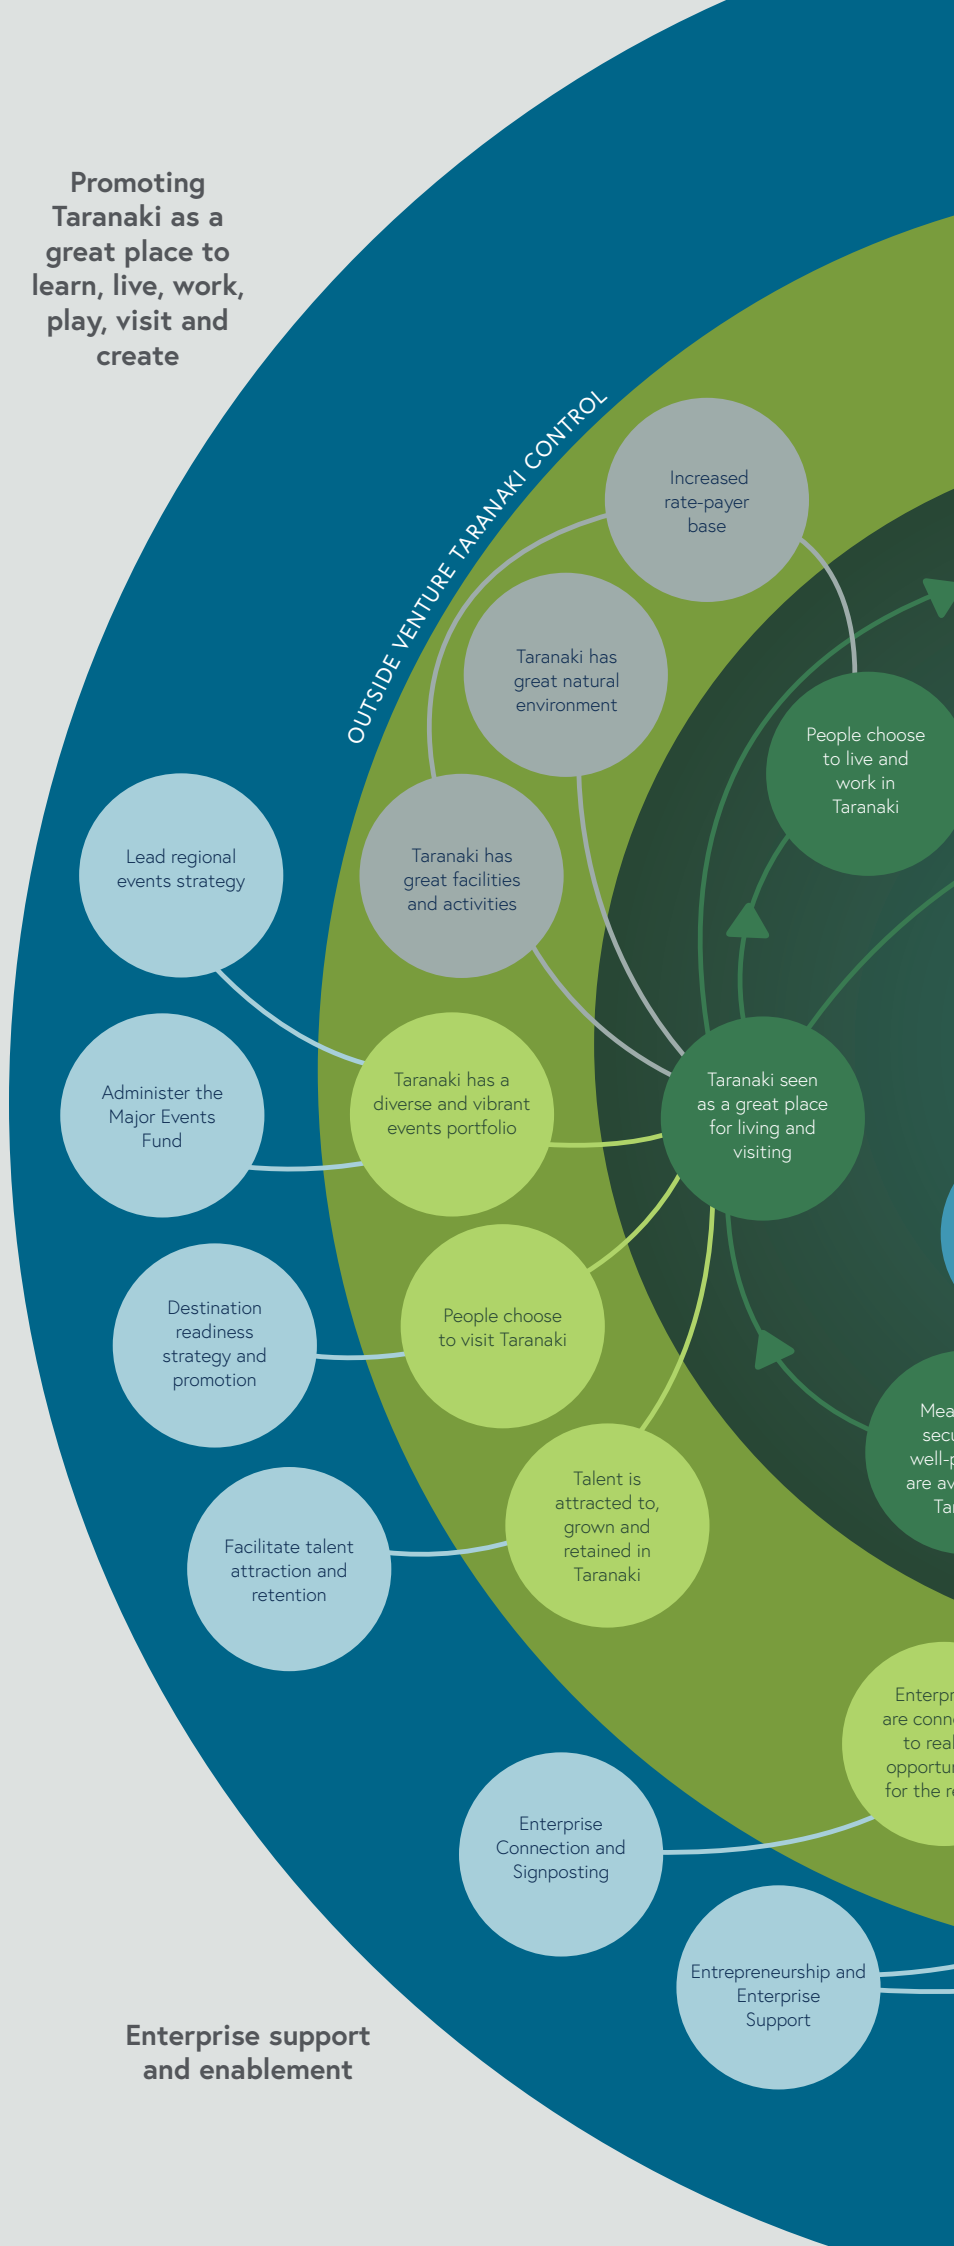 Promoting
Taranaki as a
great place to
learn, live, work,
play, visit and
create
OUTSIDE VENTURE TARANAKI CONTROL
Increased
rate-payer
base
Taranaki has
great natural
environment
People choose
to live and
work in
Taranaki
Lead regional
events strategy
Taranaki has
great facilities
and activities
Administer the
Major Events
Fund
Taranaki has a
diverse and vibrant
events portfolio
Taranaki seen
as a great place
for living and
visiting
Destination
readiness
strategy and
promotion
People choose
to visit Taranaki
Facilitate talent
attraction and
retention
Talent is
attracted to,
grown and
retained in
Taranaki
are
Enterprise
Connection and
Signposting
are
to
for the
Entrepreneurship and
Enterprise
Support
Enterprise support
and enablement